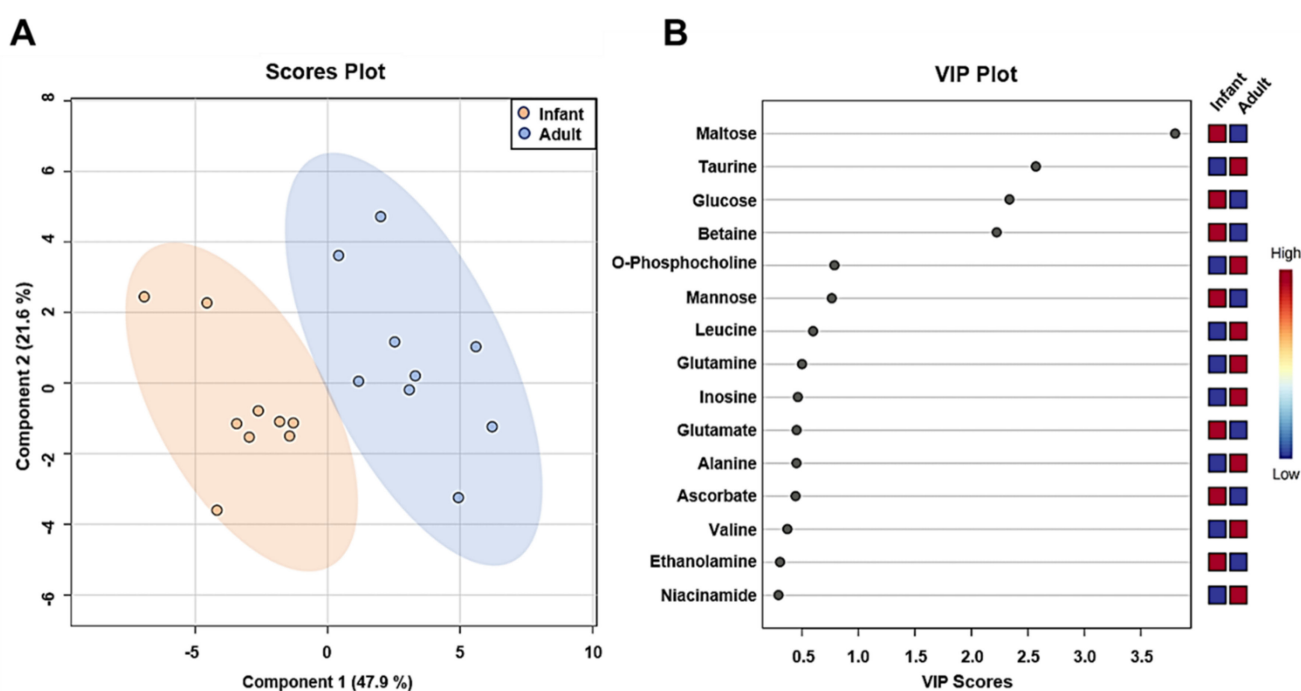 A
Scores Plot
Infant
Adult
8
6
4
2
0
-2
-4
-6
Component 2 (21.6 %)
-5
0
5
10
Component 1 (47.9 %)
B
VIP Plot
Infant
Adult
Maltose
Taurine
Glucose
Betaine
O-Phosphocholine
Mannose
Leucine
Glutamine
Inosine
Glutamate
Alanine
Ascorbate
Valine
Ethanolamine
Niacinamide
0.5
1.0
1.5
2.0
2.5
3.0
3.5
VIP Scores
High
Low